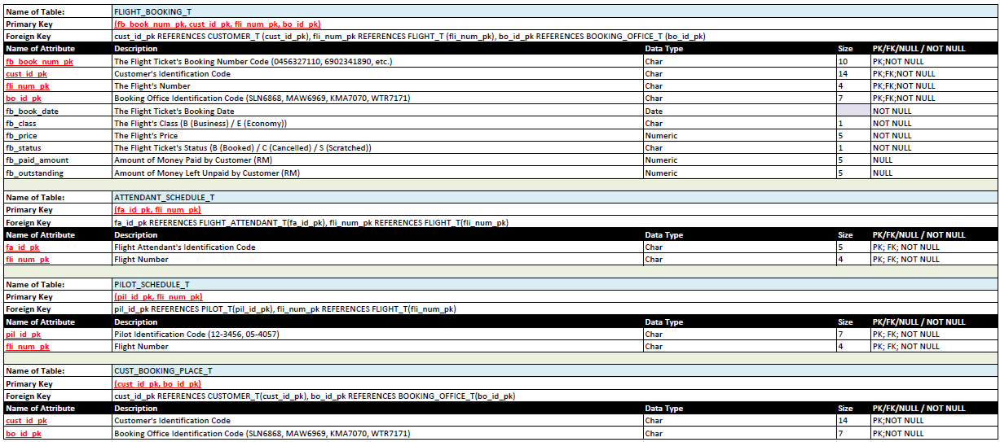 Name of Table: FLIGHT_BOOKING_T
Primary Key (fb_book_num_pk, cust_id_pk, fli_num_pk, bo_id_pk)
Foreign Key cust_id_pk REFERENCES CUSTOMER_T (cust_id_pk), fli_num_pk REFERENCES FLIGHT_T (fli_num_pk), bo_id_pk REFERENCES BOOKING_OFFICE_T (bo_id_pk)
Name of Attribute Description Data Type Size PK/FK/NULL / NOT NULL
fb_book_num_pk The Flight Ticket's Booking Number Code (0456327110, 6902341890, etc.) Char 10 PK;NOT NULL
cust_id_pk Customer's Identification Code Char 14 PK;FK;NOT NULL
fli_num_pk The Flight's Number Char 4 PK;FK;NOT NULL
bo_id_pk Booking Office Identification Code (SLN6868, MAW6969, KMA7070, WTR7171) Char 7 PK;FK;NOT NULL
fb_book_date The Flight Ticket's Booking Date Date NOT NULL
fb_class The Flight's Class (B (Business) / E (Economy)) Char 1 NOT NULL
fb_price The Flight's Price Numeric 5 NOT NULL
fb_status The Flight Ticket's Status (B (Booked) / C (Cancelled) / S (Scratched)) Char 1 NOT NULL
fb_paid_amount Amount of Money Paid by Customer (RM) Numeric 5 NULL
fb_outstanding Amount of Money Left Unpaid by Customer (RM) Numeric 5 NULL
Name of Table: ATTENDANT_SCHEDULE_T
Primary Key (fa_id_pk, fli_num_pk)
Foreign Key fa_id_pk REFERENCES FLIGHT_ATTENDANT_T(fa_id_pk), fli_num_pk REFERENCES FLIGHT_T(fli_num_pk)
Name of Attribute Description Data Type Size PK/FK/NULL / NOT NULL
fa_id_pk Flight Attendant's Identification Code Char 5 PK; FK; NOT NULL
fli_num_pk Flight Number Char 4 PK; FK; NOT NULL
Name of Table: PILOT_SCHEDULE_T
Primary Key (pil_id_pk, fli_num_pk)
Foreign Key pil_id_pk REFERENCES PILOT_T(pil_id_pk), fli_num_pk REFERENCES FLIGHT_T(fli_num_pk)
Name of Attribute Description Data Type Size PK/FK/NULL / NOT NULL
pil_id_pk Pilot Identification Code (12-3456, 05-4057) Char 7 PK; FK; NOT NULL
fli_num_pk Flight Number Char 4 PK; FK; NOT NULL
Name of Table: CUST_BOOKING_PLACE_T
Primary Key (cust_id_pk, bo_id_pk)
Foreign Key cust_id_pk REFERENCES CUSTOMER_T(cust_id_pk), bo_id_pk REFERENCES BOOKING_OFFICE_T(bo_id_pk)
Name of Attribute Description Data Type Size PK/FK/NULL / NOT NULL
cust_id_pk Customer's Identification Code Char 14 PK;NOT NULL
bo_id_pk Booking Office Identification Code (SLN6868, MAW6969, KMA7070, WTR7171) Char 7 PK;NOT NULL